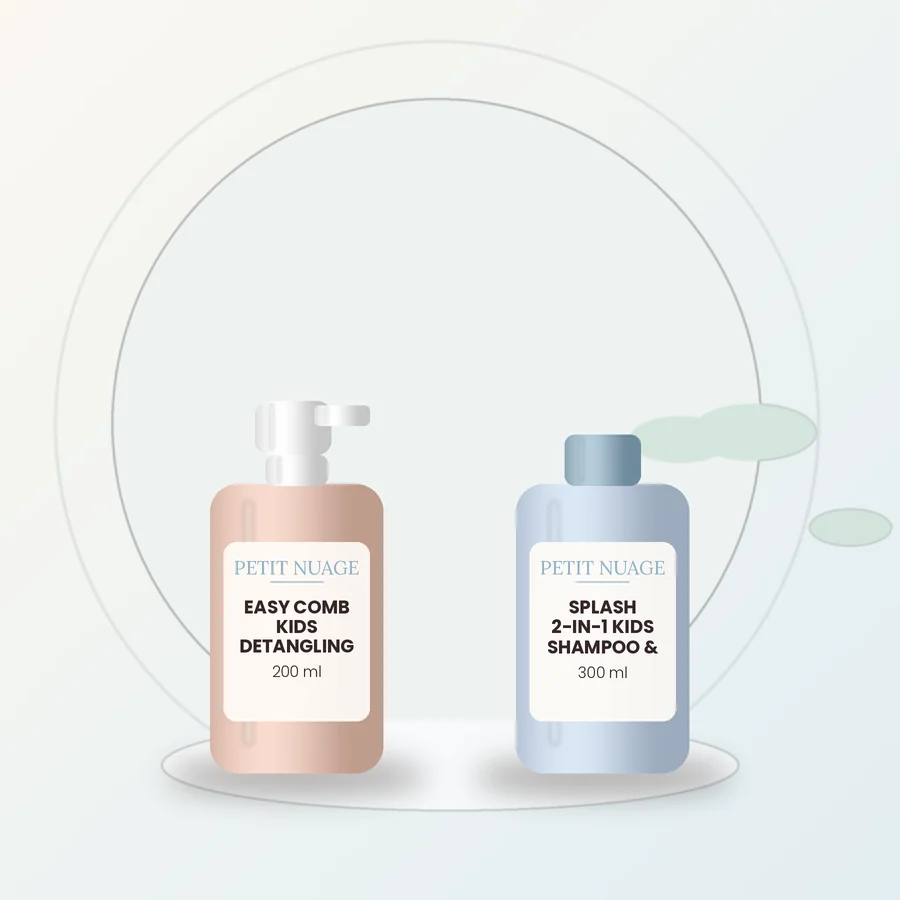 PETIT NUAGE
EASY COMB
KIDS
DETANGLING
200 ml
PETIT NUAGE
SPLASH
2-IN-1 KIDS
SHAMPOO &
300 ml